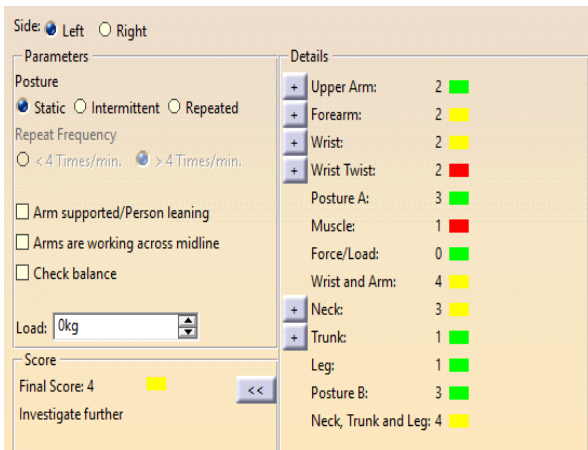 Side: Left Right
Parameters
Posture
Static Intermittent Repeated
Repeat Frequency
< 4 Times/min. > 4 Times/min.
Arm supported/Person leaning
Arms are working across midline
Check balance
Load: 0kg
Score
Final Score: 4
<<
Investigate further
Details
+ Upper Arm: 2
+ Forearm: 2
+ Wrist: 2
+ Wrist Twist: 2
Posture A: 3
Muscle: 1
Force/Load: 0
Wrist and Arm: 4
+ Neck: 3
+ Trunk: 1
Leg: 1
Posture B: 3
Neck, Trunk and Leg: 4